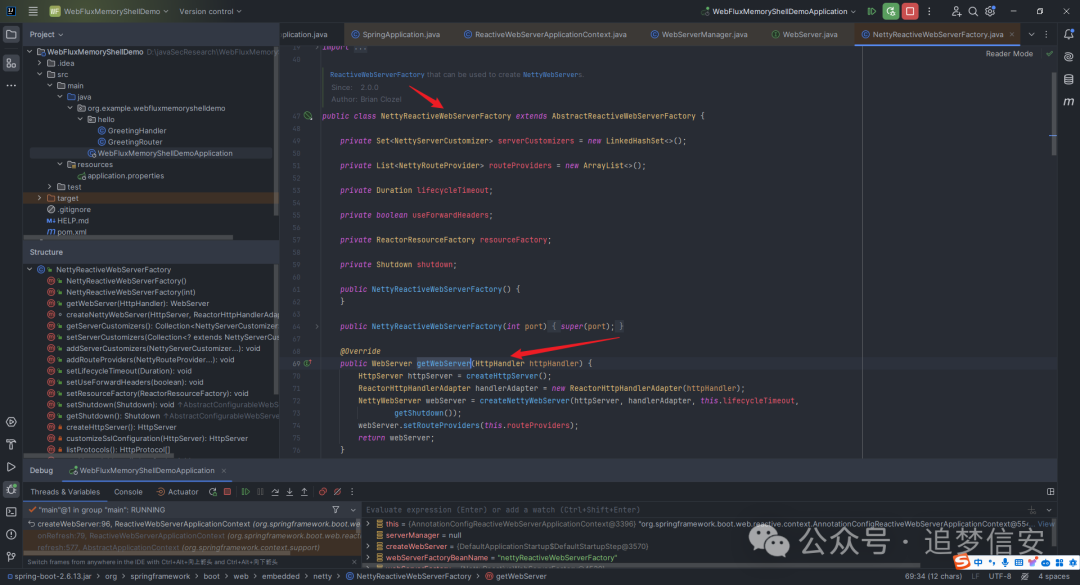 WF WebFluxMemoryShellDemo Version control WebFluxMemoryShellDemoApplication
Project
plication.java SpringApplication.java ReactiveWebServerApplicationContext.java WebServerManager.java WebServer.java NettyReactiveWebServerFactory.java
Reader Mode
WebFluxMemoryShellDemo D:\javaSecResearch\WebFluxMemory
.idea
src
main
java
org.example.webfluxmemoryshelldemo
hello
GreetingHandler
GreetingRouter
WebFluxMemoryShellDemoApplication
resources
application.properties
test
target
.gitignore
HELP.md
pom.xml
Structure
NettyReactiveWebServerFactory
NettyReactiveWebServerFactory()
NettyReactiveWebServerFactory(int)
getWebServer(HttpHandler): WebServer
createNettyWebServer(HttpServer, ReactorHttpHandlerAdap
getServerCustomizers(): Collection<NettyServerCustomizer
setServerCustomizers(Collection<? extends NettyServerCus
addServerCustomizers(NettyServerCustomizer...): void
addRouteProviders(NettyRouteProvider...): void
setLifecycleTimeout(Duration): void
setUseForwardHeaders(boolean): void
setResourceFactory(ReactorResourceFactory): void
setShutdown(Shutdown): void ↑AbstractConfigurableWebS
getShutdown(): Shutdown ↑AbstractConfigurableWebServe
createHttpServer(): HttpServer
customizeSslConfiguration(HttpServer): HttpServer
listProtocols(): HttpProtocol[]
import ...
ReactiveWebServerFactory that can be used to create NettyWebServers.
Since: 2.0.0
Author: Brian Clozel
public class NettyReactiveWebServerFactory extends AbstractReactiveWebServerFactory {
private Set<NettyServerCustomizer> serverCustomizers = new LinkedHashSet<>();
private List<NettyRouteProvider> routeProviders = new ArrayList<>();
private Duration lifecycleTimeout;
private boolean useForwardHeaders;
private ReactorResourceFactory resourceFactory;
private Shutdown shutdown;
public NettyReactiveWebServerFactory() {
}
public NettyReactiveWebServerFactory(int port) { super(port); }
@Override
69 public WebServer getWebServer(HttpHandler httpHandler) {
HttpServer httpServer = createHttpServer();
ReactorHttpHandlerAdapter handlerAdapter = new ReactorHttpHandlerAdapter(httpHandler);
NettyWebServer webServer = createNettyWebServer(httpServer, handlerAdapter, this.lifecycleTimeout,
getShutdown());
webServer.setRouteProviders(this.routeProviders);
return webServer;
}
Debug WebFluxMemoryShellDemoApplication
Threads & Variables Console Actuator
"main"@1 in group "main": RUNNING
createWebServer:96, ReactiveWebServerApplicationContext (org.springframework.boot.we
onRefresh:79, ReactiveWebServerApplicationContext (org.springframework.boot.web.react
refresh:577, AbstractApplicationContext (org.springframework.context.support)
Switch frames from anywhere in the IDE with Ctrl+Alt+向上箭头 and Ctrl+Alt+向下箭头
Evaluate expression (Enter) or add a watch (Ctrl+Shift+Enter)
this = {AnnotationConfigReactiveWebServerApplicationContext@3396} "org.springframework.boot.web.reactive.context.AnnotationConfigReactiveWebServerApplicationContext@55 View
serverManager = null
createWebServer = {DefaultApplicationStartup$DefaultStartupStep@3570}
webServerFactoryBeanName = "nettyReactiveWebServerFactory"
公众号 · 追梦信安
spring-boot-2.6.13.jar org springframework boot web embedded netty NettyReactiveWebServerFactory getWebServer
69:34 (12 chars) LF UTF-8 4 spaces